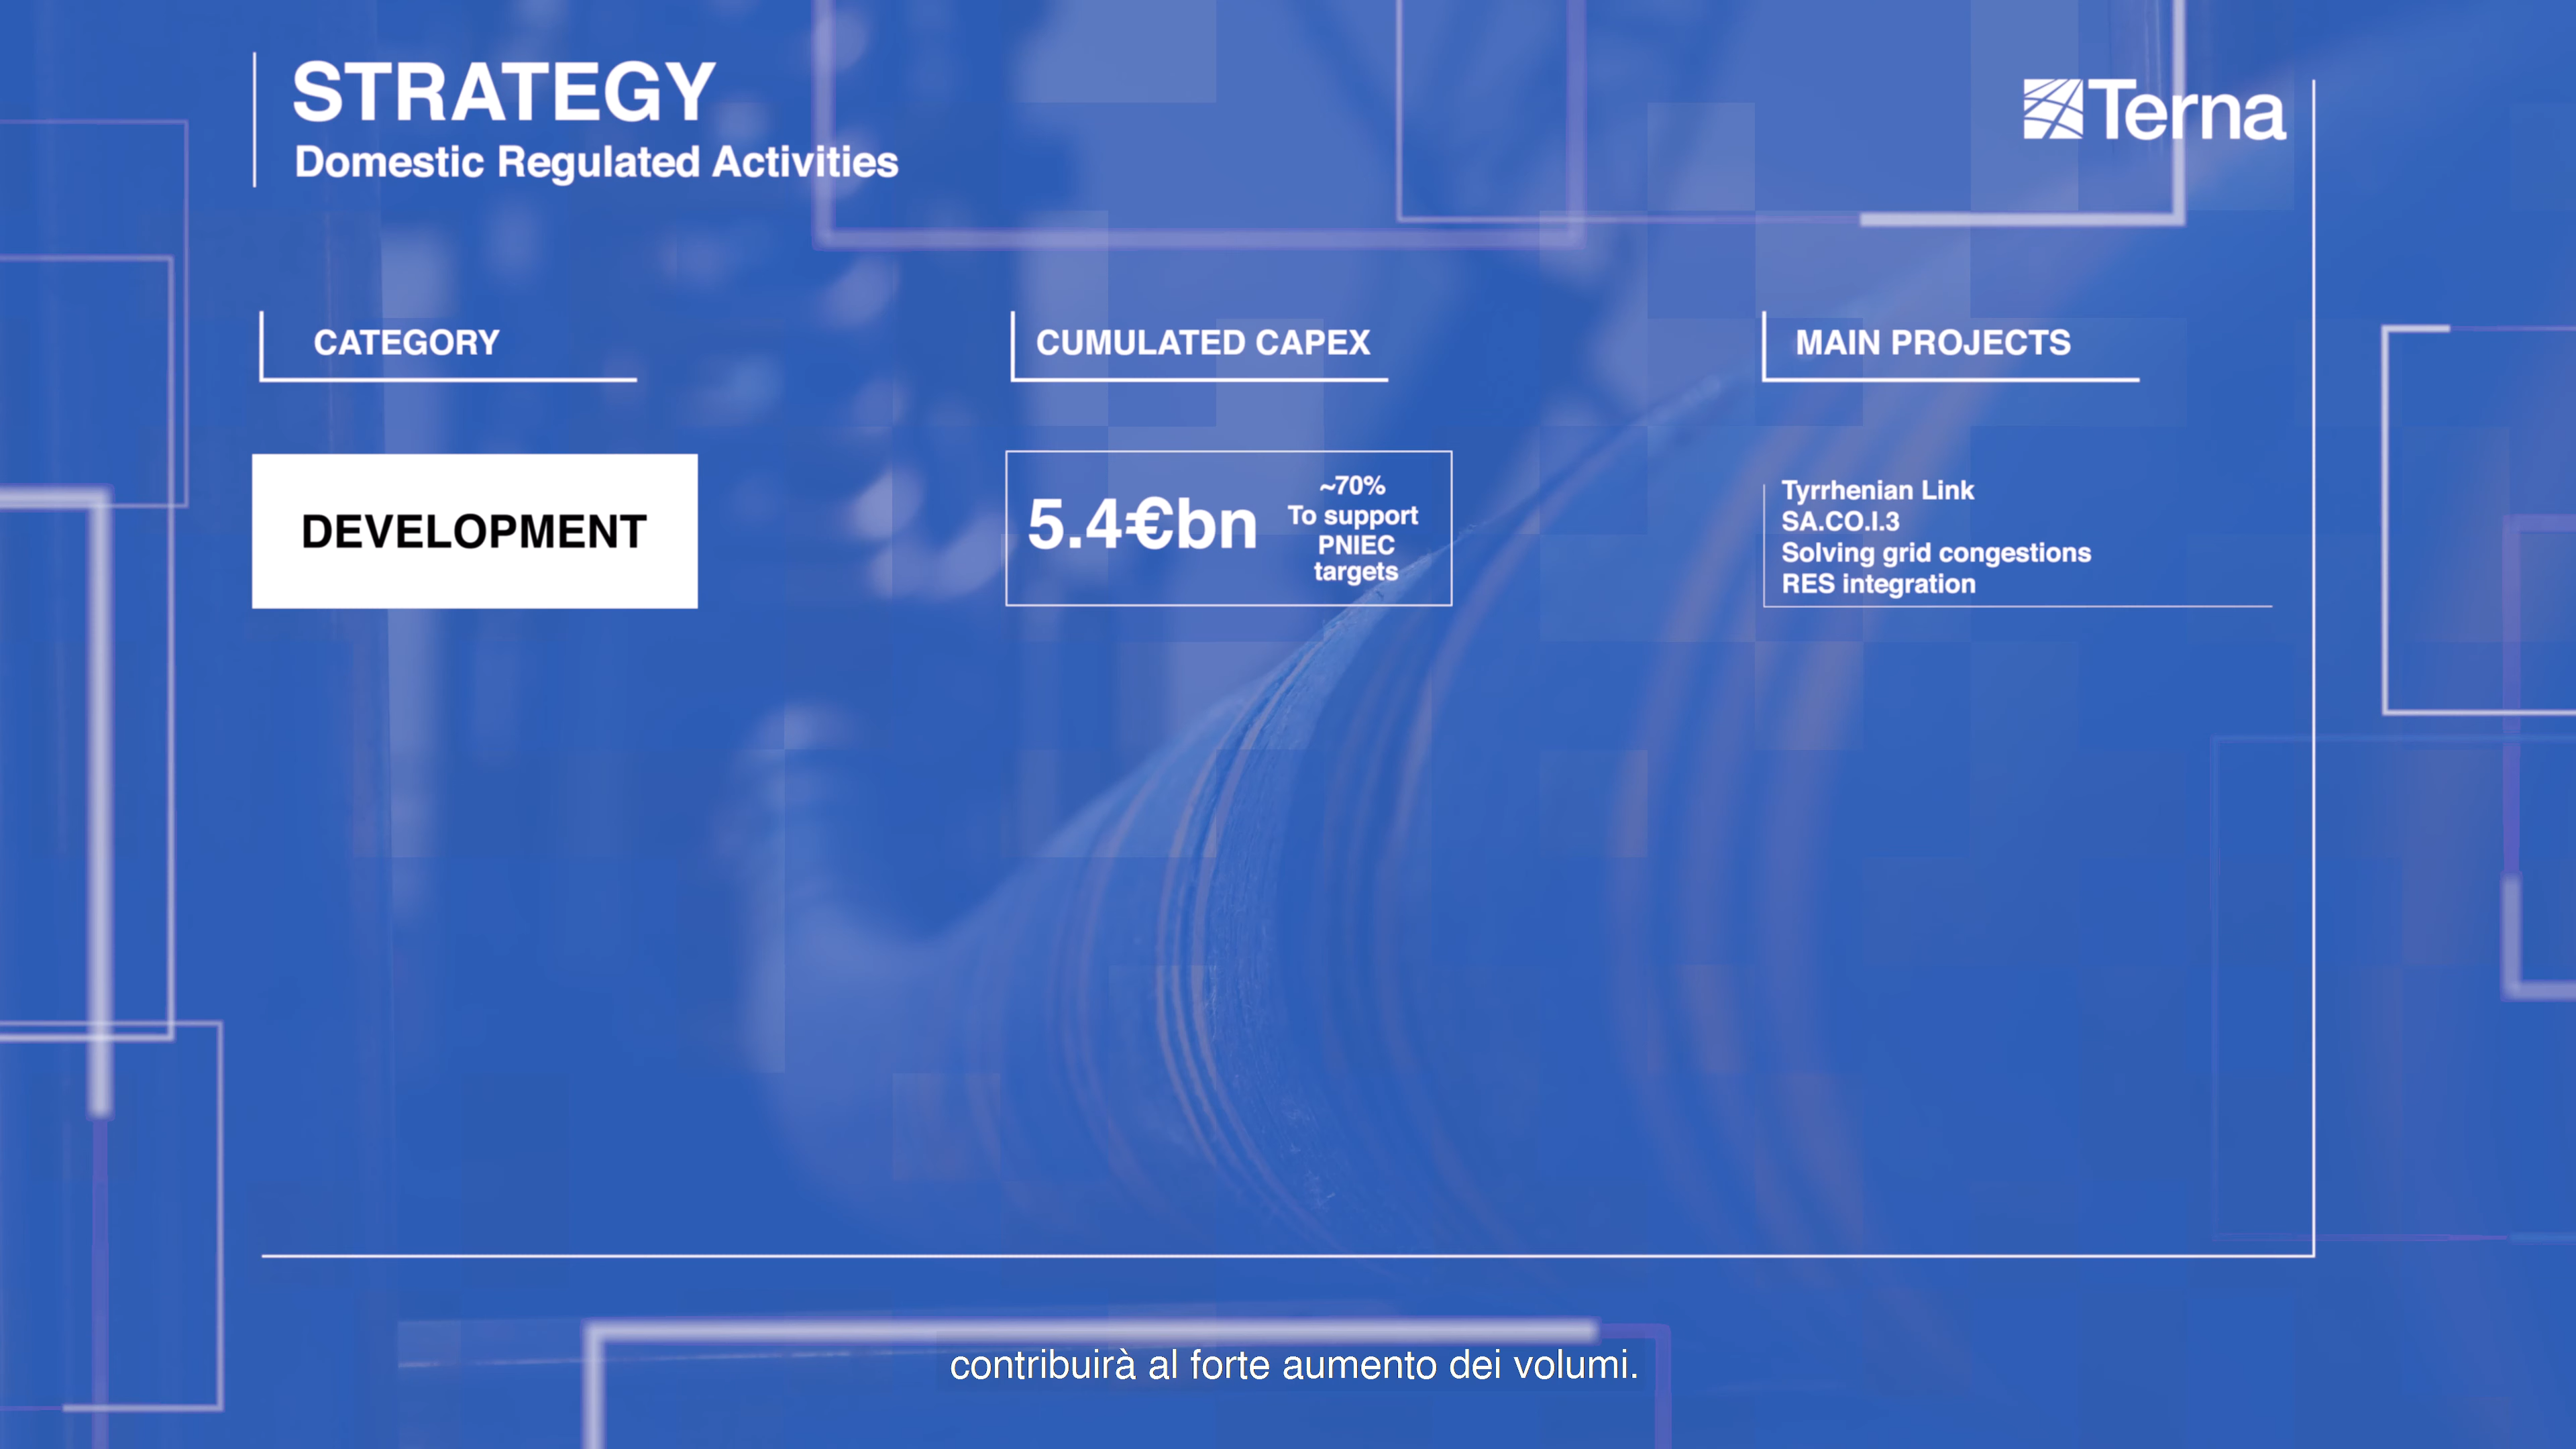 STRATEGY
Domestic Regulated Activities
Terna
CATEGORY
CUMULATED CAPEX
MAIN PROJECTS
DEVELOPMENT
5.4€bn
~70%
To support
PNIEC
targets
Tyrrhenian Link
SA.CO.I.3
Solving grid congestions
RES integration
contribuirà al forte aumento dei volumi.